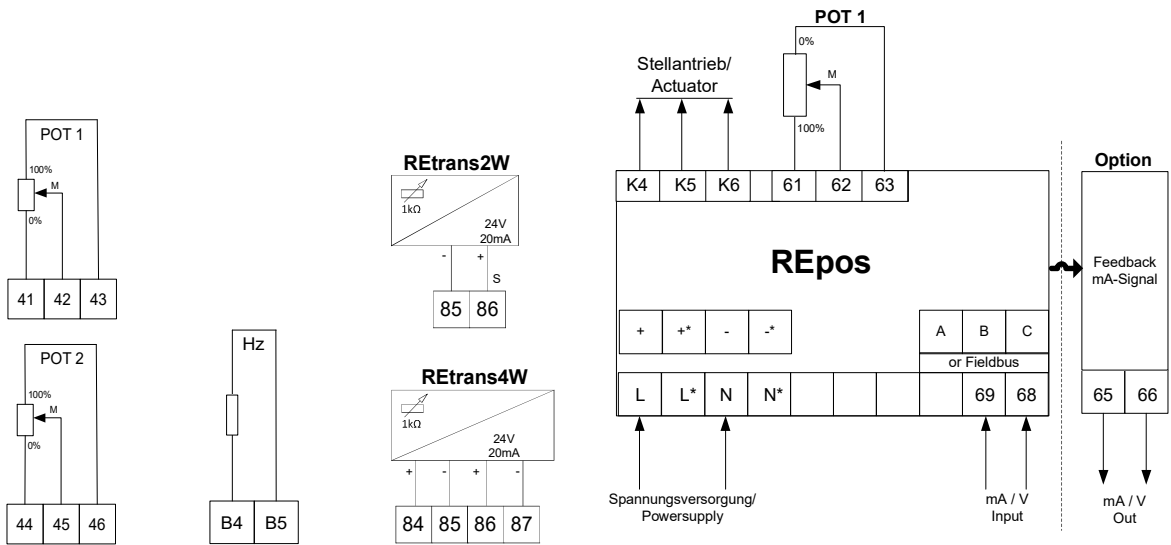 POT 1
100%
M
0%
41 42 43
POT 2
100%
M
0%
44 45 46
Hz
B4 B5
REtrans2W
1kΩ
24V
20mA
- +
S
85 86
REtrans4W
1kΩ
24V
20mA
+ - + -
84 85 86 87
POT 1
0%
M
100%
Stellantrieb/
Actuator
K4 K5 K6 61 62 63
REpos
+ +* - -* A B C
or Fieldbus
L L* N N* 69 68
Spannungsversorgung/
Powersupply
mA / V
Input
Option
Feedback
mA-Signal
65 66
mA / V
Out